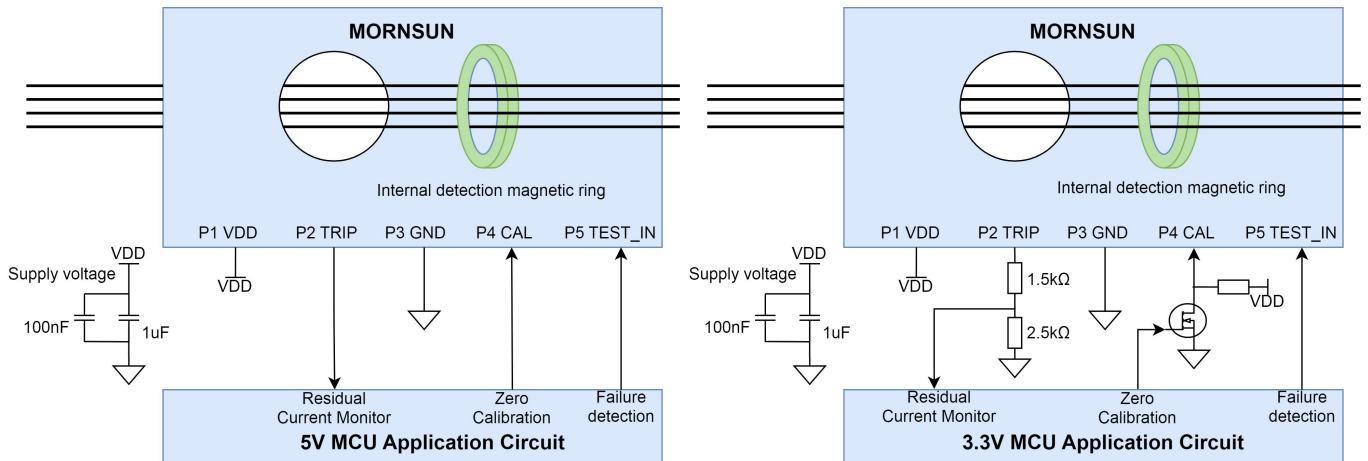 MORNSUN
Internal detection magnetic ring
P1 VDD P2 TRIP P3 GND P4 CAL P5 TEST_IN
VDD
Supply voltage
VDD
100nF
1uF
Residual
Current Monitor
Zero
Calibration
Failure
detection
5V MCU Application Circuit
MORNSUN
Internal detection magnetic ring
P1 VDD P2 TRIP P3 GND P4 CAL P5 TEST_IN
VDD
Supply voltage
VDD
1.5kΩ
VDD
100nF
1uF
2.5kΩ
Residual
Current Monitor
Zero
Calibration
Failure
detection
3.3V MCU Application Circuit